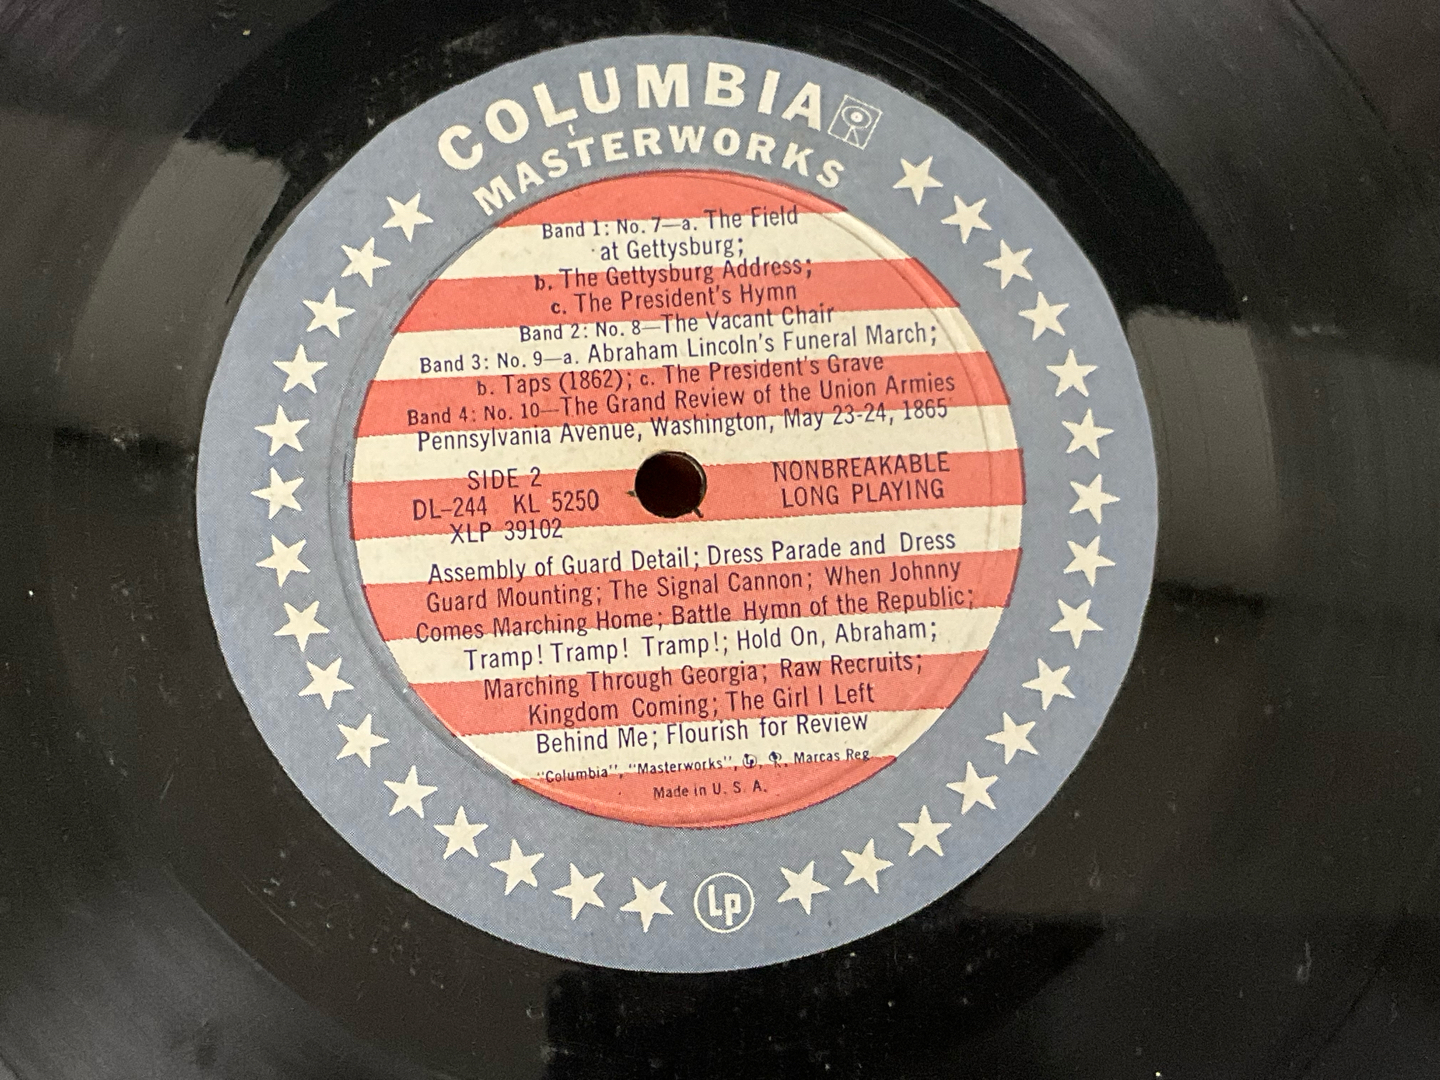 COLUMBIA
MASTERWORKS
Band 1: No. 7—a. The Field
at Gettysburg;
b. The Gettysburg Address;
c. The President's Hymn
Band 2: No. 8—The Vacant Chair
Band 3: No. 9—a. Abraham Lincoln's Funeral March;
b. Taps (1862); c. The President's Grave
Band 4: No. 10—The Grand Review of the Union Armies
Pennsylvania Avenue, Washington, May 23-24, 1865
SIDE 2
DL-244 KL 5250
XLP 39102
NONBREAKABLE
LONG PLAYING
Assembly of Guard Detail; Dress Parade and Dress
Guard Mounting; The Signal Cannon; When Johnny
Comes Marching Home; Battle Hymn of the Republic;
Tramp! Tramp! Tramp!; Hold On, Abraham;
Marching Through Georgia; Raw Recruits;
Kingdom Coming; The Girl I Left
Behind Me; Flourish for Review
"Columbia", "Masterworks", Lp, Marcas Reg.
Made in U. S. A.
Lp